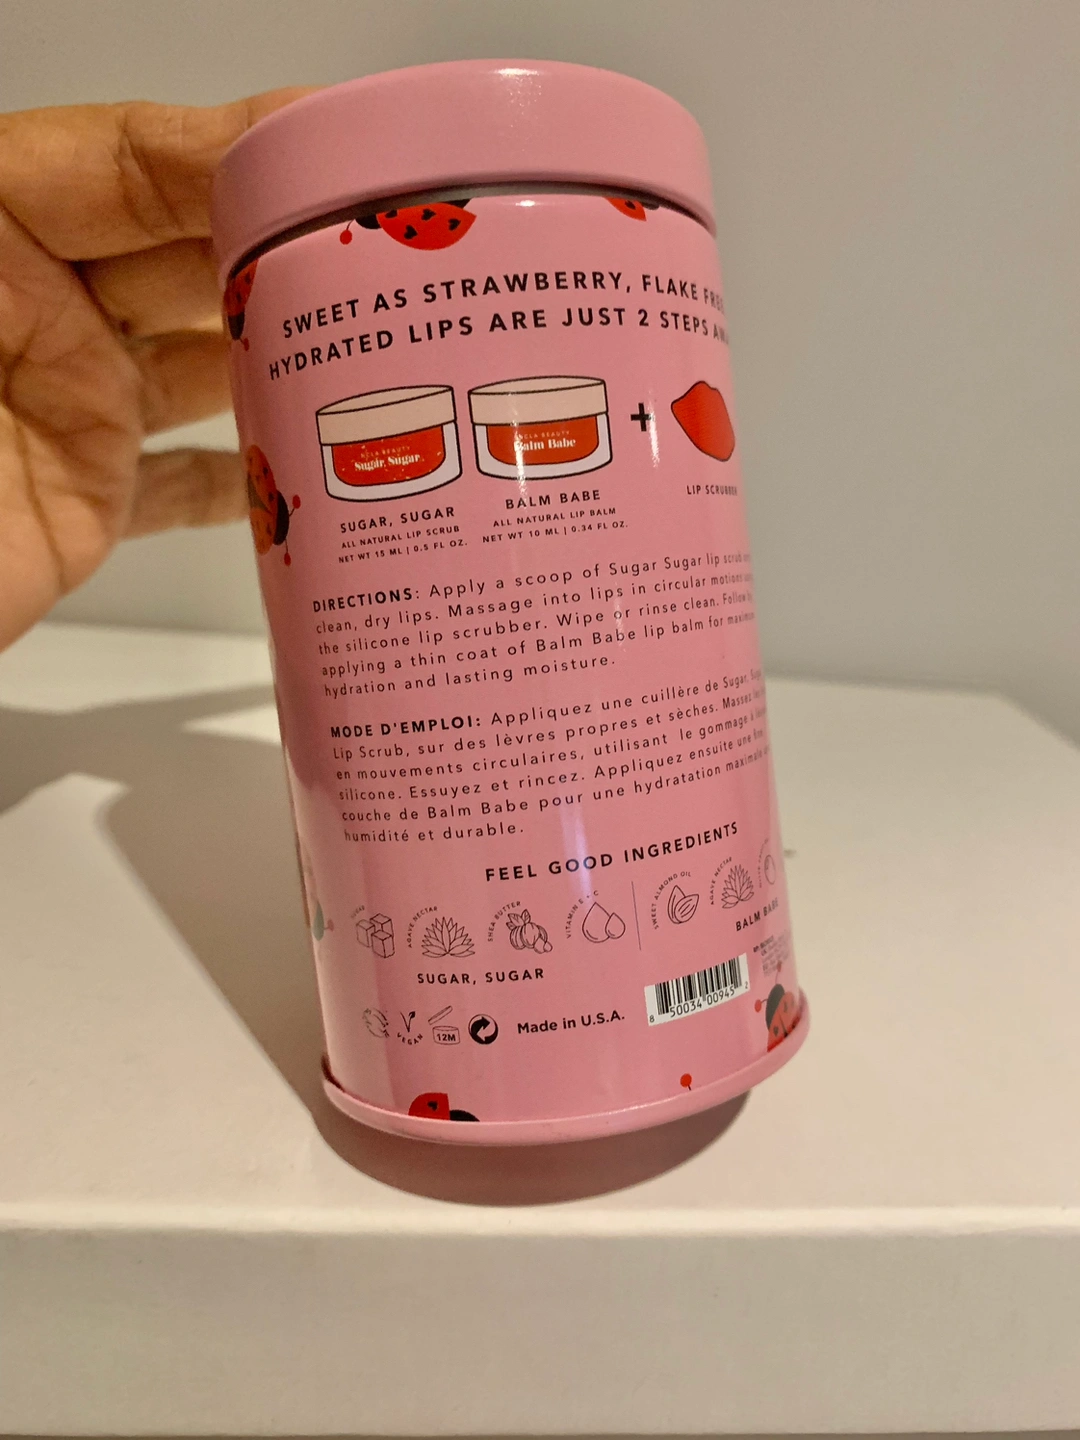 SWEET AS STRAWBERRY, FLAKE
HYDRATED LIPS ARE JUST 2 STEPS
NCLA BEAUTY
Sugar, Sugar
NCLA BEAUTY
Balm Babe
+
SUGAR, SUGAR
ALL NATURAL LIP SCRUB
NET WT 15 ML | 0.5 FL OZ.
BALM BABE
ALL NATURAL LIP BALM
NET WT 10 ML | 0.34 FL OZ.
LIP SCRUBBER
DIRECTIONS: Apply a scoop of Sugar Sugar lip scrub
clean, dry lips. Massage into lips in circular motions
the silicone lip scrubber. Wipe or rinse clean. Follow
applying a thin coat of Balm Babe lip balm for
hydration and lasting moisture.
MODE D'EMPLOI: Appliquez une cuillère de Sugar,
Lip Scrub, sur des lèvres propres et sèches. Massez
en mouvements circulaires, utilisant le gommage à
silicone. Essuyez et rincez. Appliquez ensuite une
couche de Balm Babe pour une hydratation
humidité et durable.
FEEL GOOD INGREDIENTS
SUGAR
AGAVE NECTAR
SHEA BUTTER
VITAMIN E + C
SWEET ALMOND OIL
AGAVE NECTAR
SUGAR, SUGAR
BALM BABE
VEGAN
12M
Made in U.S.A.
8 50034 00945 2